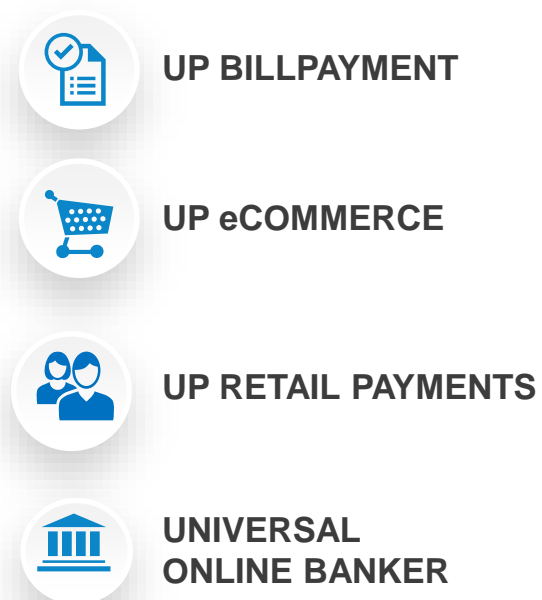 UP BILLPAYMENT
UP eCOMMERCE
UP RETAIL PAYMENTS
UNIVERSAL
ONLINE BANKER